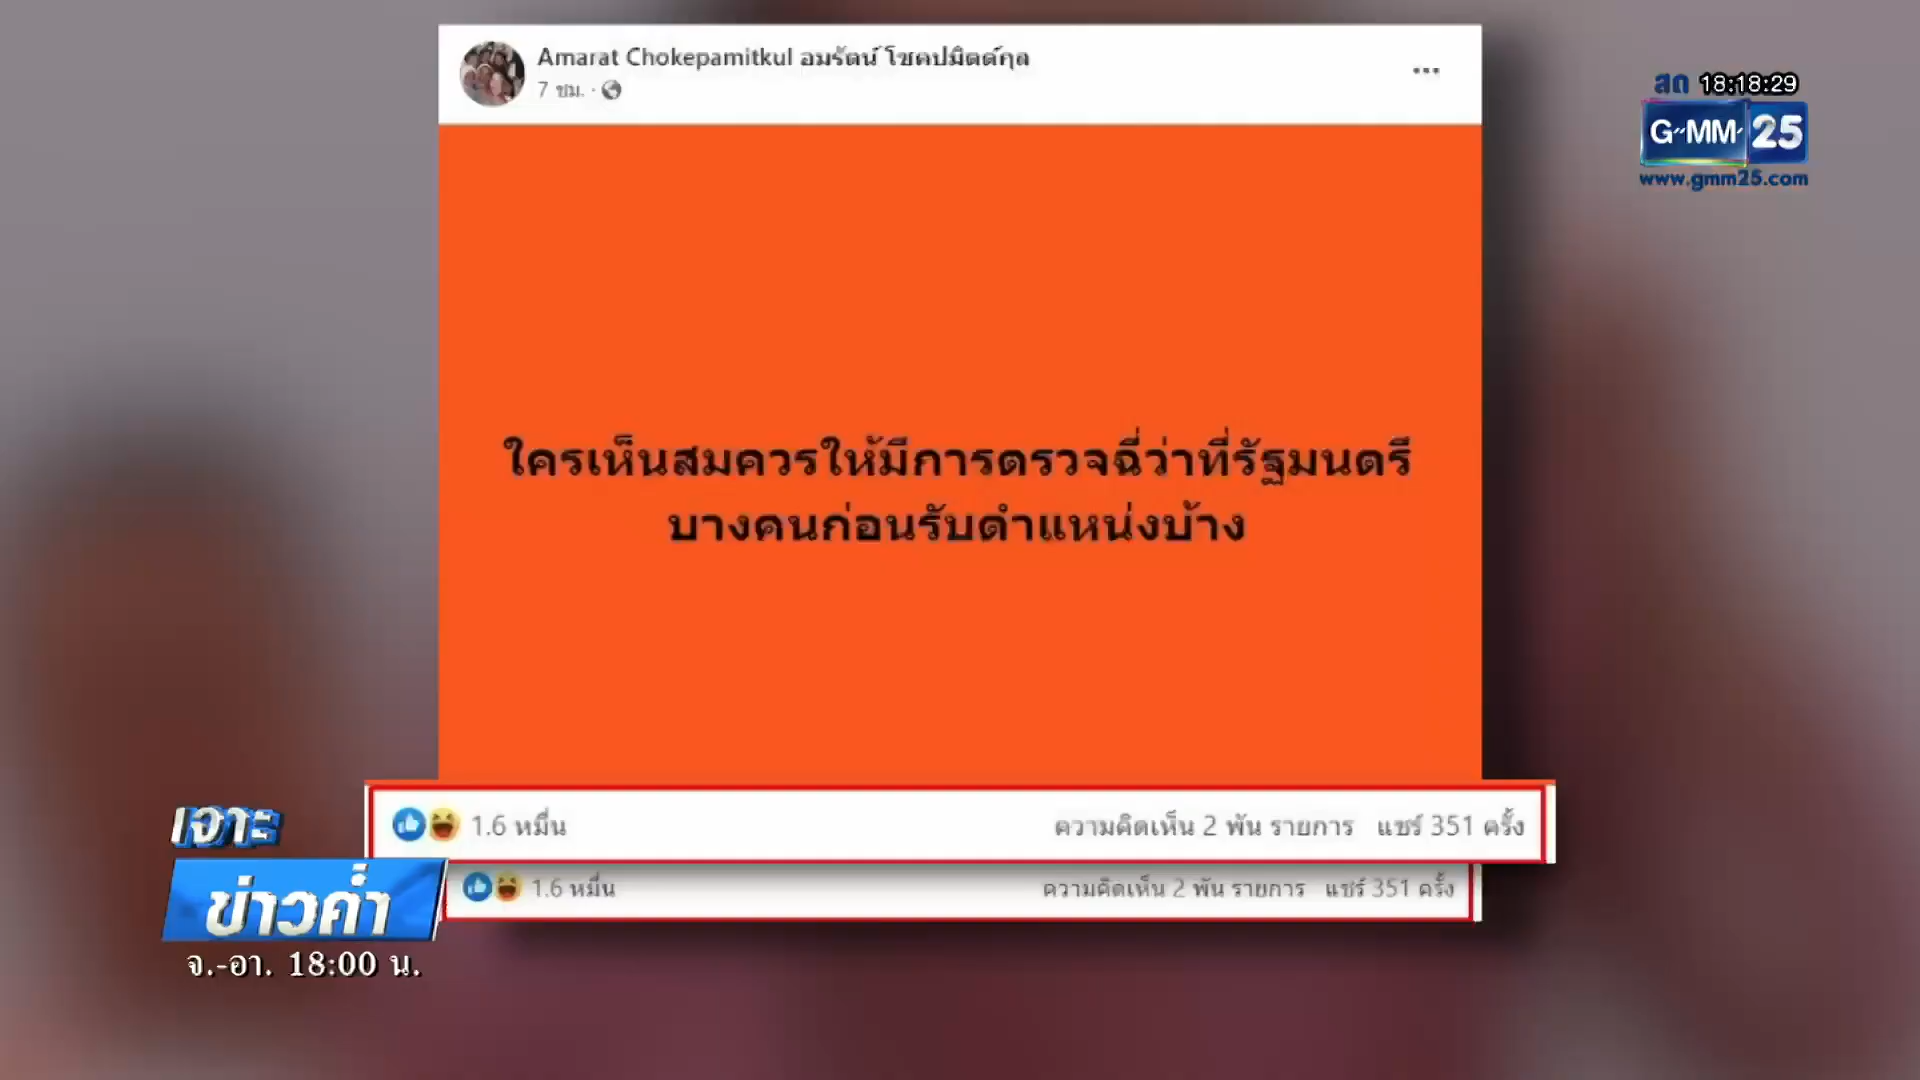 Amarat Chokepamitkul อมรัตน์ โชคปมิตต์กุล
7 ชม. ·
สด 18:18:29
G-MM 25
www.gmm25.com
ใครเห็นสมควรให้มีการตรวจฉี่ว่าที่รัฐมนตรี
บางคนก่อนรับตำแหน่งบ้าง
1.6 หมื่น ความคิดเห็น 2 พัน รายการ แชร์ 351 ครั้ง
1.6 หมื่น ความคิดเห็น 2 พัน รายการ แชร์ 351 ครั้ง
เจาะ
ข่าวค่ำ
จ.-อา. 18:00 น.